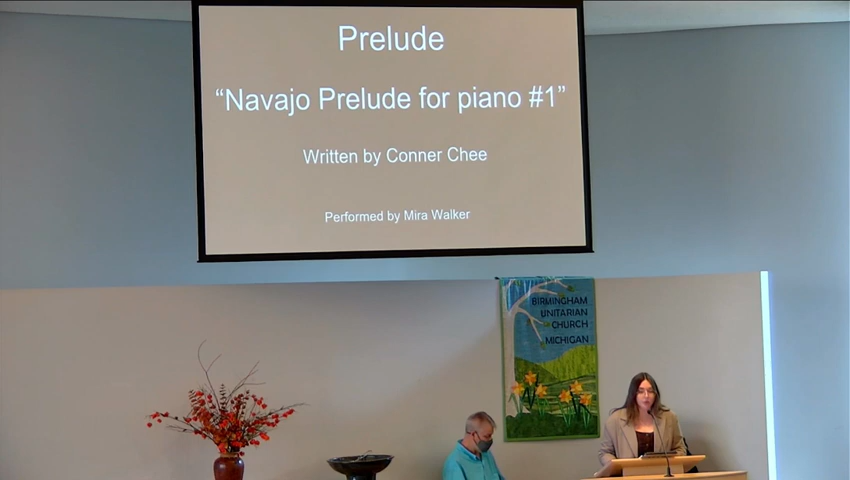 Prelude
“Navajo Prelude for piano #1”
Written by Conner Chee
Performed by Mira Walker
BIRMINGHAM
UNITARIAN
CHURCH
MICHIGAN